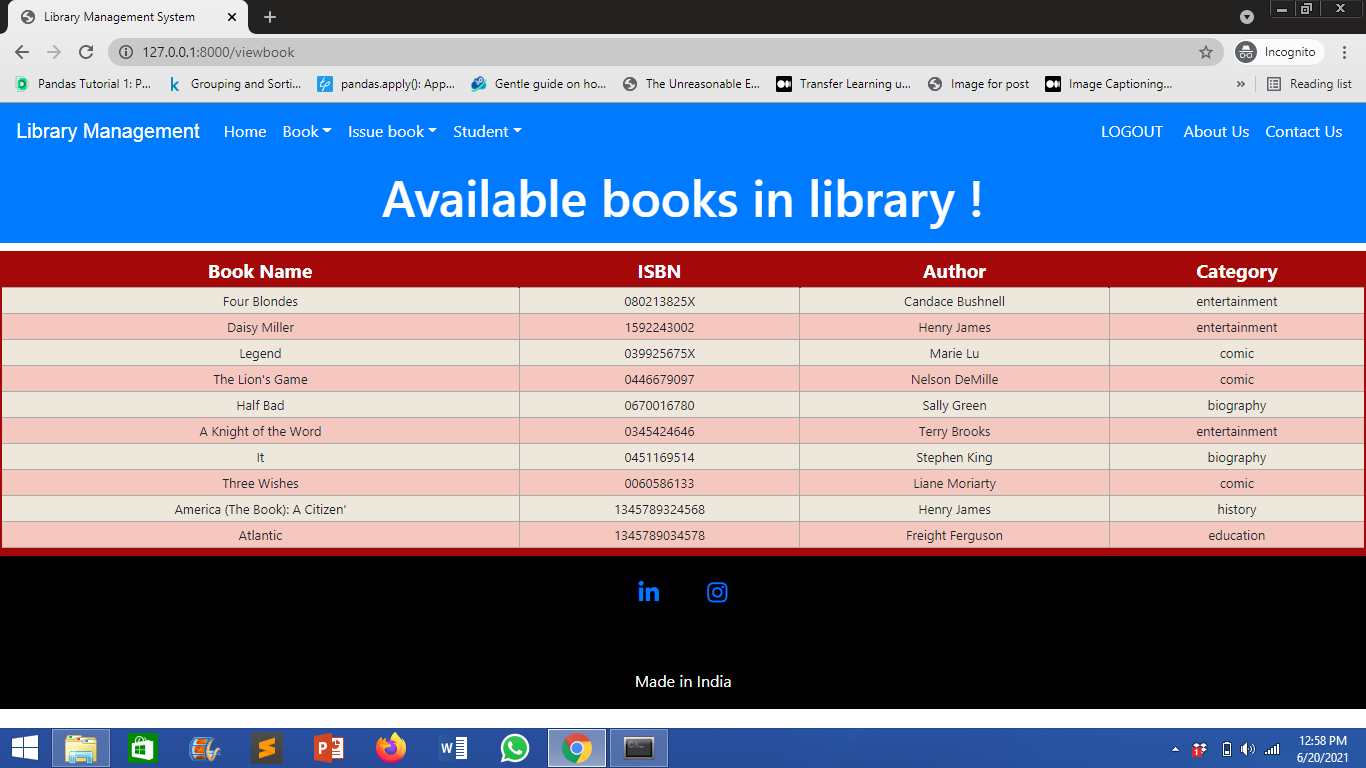 Library Management System
127.0.0.1:8000/viewbook
Incognito
Pandas Tutorial 1: P... Grouping and Sorti... pandas.apply(): App... Gentle guide on ho... The Unreasonable E... Transfer Learning u... Image for post Image Captioning... » Reading list
Library Management Home Book Issue book Student LOGOUT About Us Contact Us
Available books in library !
Book Name ISBN Author Category
Four Blondes 080213825X Candace Bushnell entertainment
Daisy Miller 1592243002 Henry James entertainment
Legend 039925675X Marie Lu comic
The Lion's Game 0446679097 Nelson DeMille comic
Half Bad 0670016780 Sally Green biography
A Knight of the Word 0345424646 Terry Brooks entertainment
It 0451169514 Stephen King biography
Three Wishes 0060586133 Liane Moriarty comic
America (The Book): A Citizen' 1345789324568 Henry James history
Atlantic 1345789034578 Freight Ferguson education
in
Made in India
12:58 PM
6/20/2021